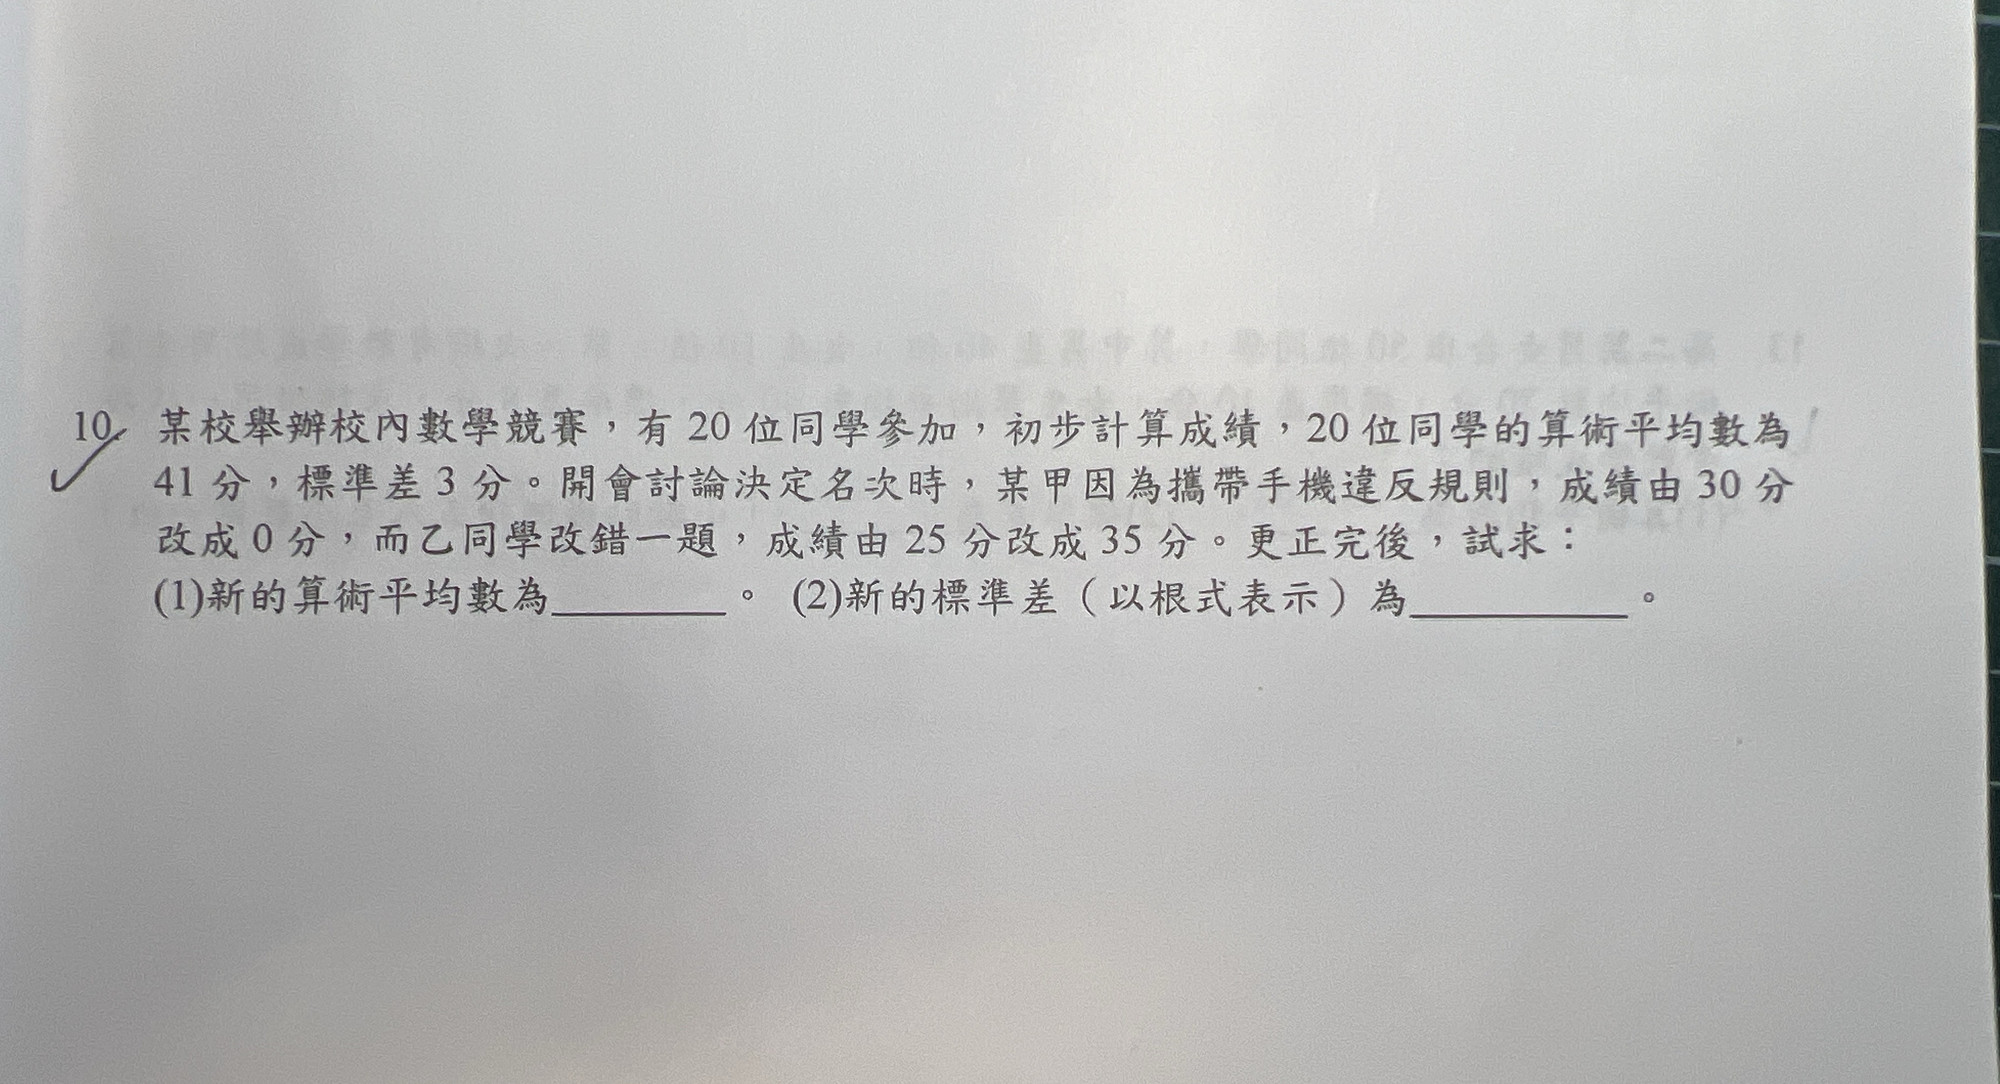 10. 某校舉辦校內數學競賽，有 20 位同學參加，初步計算成績，20 位同學的算術平均數為
41 分，標準差 3 分。開會討論決定名次時，某甲因為攜帶手機違反規則，成績由 30 分
改成 0 分，而乙同學改錯一題，成績由 25 分改成 35 分。更正完後，試求：
(1)新的算術平均數為________。 (2)新的標準差（以根式表示）為__________。